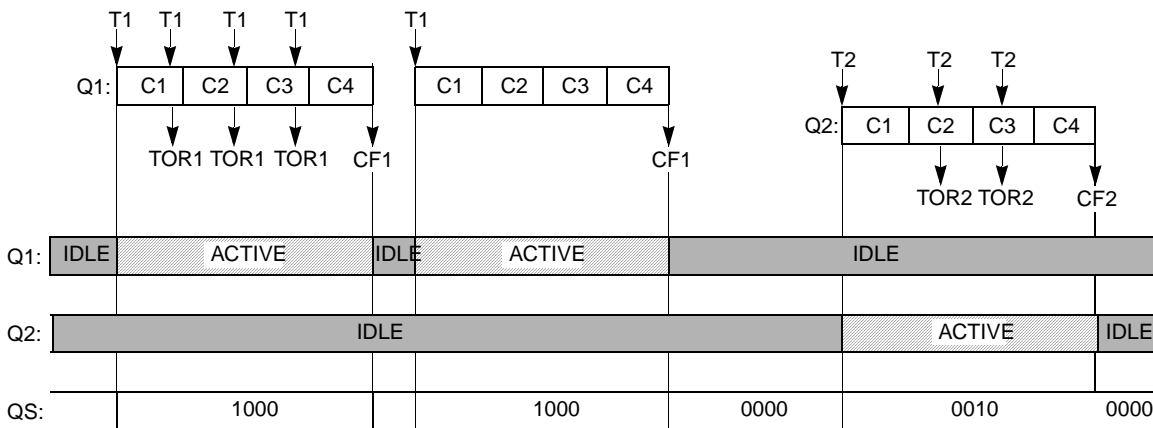 T1 T1 T1 T1 T1
T2 T2 T2
Q1: C1 C2 C3 C4 C1 C2 C3 C4
Q2: C1 C2 C3 C4
TOR1 TOR1 TOR1 CF1 CF1
TOR2 TOR2 CF2
Q1: IDLE ACTIVE IDLE ACTIVE IDLE
Q2: IDLE ACTIVE IDLE
QS: 1000 1000 0000 0010 0000